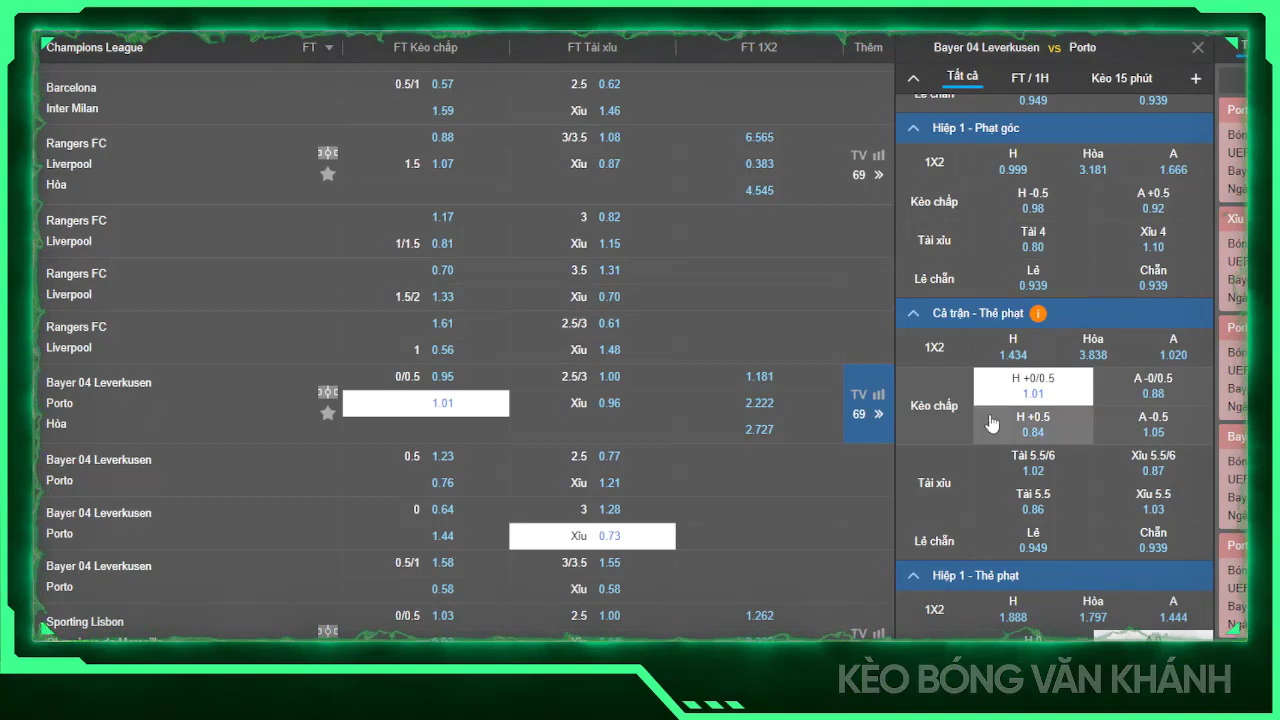 Champions League FT FT Kèo chấp FT Tài xỉu FT 1X2 Thêm
Barcelona 0.5/1 0.57 2.5 0.62
Inter Milan 1.59 Xỉu 1.46
Rangers FC 0.88 3/3.5 1.08 6.565
Liverpool 1.5 1.07 Xỉu 0.87 0.383
Hòa 4.545
TV
69 »
Rangers FC 1.17 3 0.82
Liverpool 1/1.5 0.81 Xỉu 1.15
Rangers FC 0.70 3.5 1.31
Liverpool 1.5/2 1.33 Xỉu 0.70
Rangers FC 1.61 2.5/3 0.61
Liverpool 1 0.56 Xỉu 1.48
Bayer 04 Leverkusen 0/0.5 0.95 2.5/3 1.00 1.181
Porto 1.01 Xỉu 0.96 2.222
Hòa 2.727
TV
69 »
Bayer 04 Leverkusen 0.5 1.23 2.5 0.77
Porto 0.76 Xỉu 1.21
Bayer 04 Leverkusen 0 0.64 3 1.28
Porto 1.44 Xỉu 0.73
Bayer 04 Leverkusen 0.5/1 1.58 3/3.5 1.55
Porto 0.58 Xỉu 0.58
Sporting Lisbon 0/0.5 1.03 2.5 1.00 1.262
TV
Bayer 04 Leverkusen vs Porto
Tất cả FT / 1H Kèo 15 phút +
Lẻ chẵn 0.949 0.939
Hiệp 1 - Phạt góc
1X2 H Hòa A
0.999 3.181 1.666
Kèo chấp H -0.5 A +0.5
0.98 0.92
Tài xỉu Tài 4 Xỉu 4
0.80 1.10
Lẻ chẵn Lẻ Chẵn
0.939 0.939
Cả trận - Thẻ phạt i
1X2 H Hòa A
1.434 3.838 1.020
Kèo chấp H +0/0.5 A -0/0.5
1.01 0.88
H +0.5 A -0.5
0.84 1.05
Tài xỉu Tài 5.5/6 Xỉu 5.5/6
1.02 0.87
Tài 5.5 Xỉu 5.5
0.86 1.03
Lẻ chẵn Lẻ Chẵn
0.949 0.939
Hiệp 1 - Thẻ phạt
1X2 H Hòa A
1.888 1.797 1.444
KÈO BÓNG VĂN KHÁNH